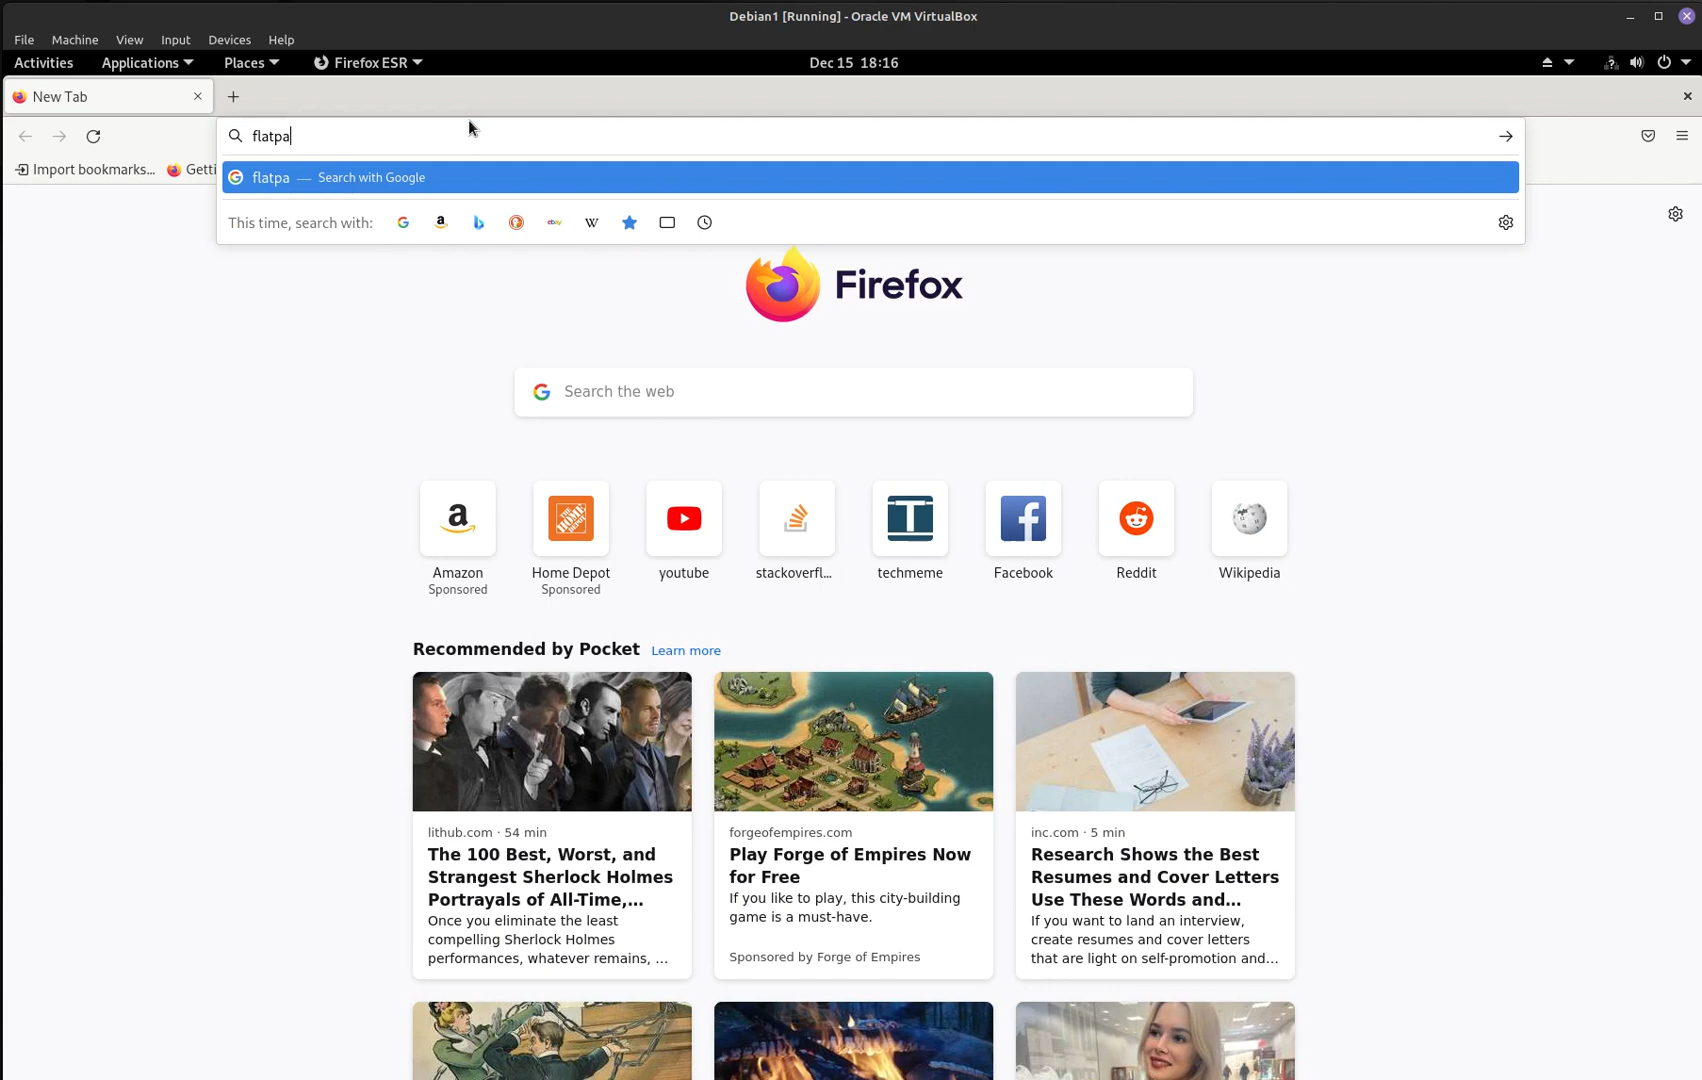 Debian1 [Running] - Oracle VM VirtualBox
File Machine View Input Devices Help
Activities Applications Places Firefox ESR Dec 15 18:16
New Tab
flatpa
Import bookmarks... Getti
flatpa — Search with Google
This time, search with: G a b ebay W
Firefox
Search the web
a THE HOME DEPOT T f
Amazon Home Depot youtube stackoverfl... techmeme Facebook Reddit Wikipedia
Sponsored Sponsored
Recommended by Pocket Learn more
lithub.com · 54 min
The 100 Best, Worst, and
Strangest Sherlock Holmes
Portrayals of All-Time,...
Once you eliminate the least
compelling Sherlock Holmes
performances, whatever remains, ...
forgeofempires.com
Play Forge of Empires Now
for Free
If you like to play, this city-building
game is a must-have.
Sponsored by Forge of Empires
inc.com · 5 min
Research Shows the Best
Resumes and Cover Letters
Use These Words and...
If you want to land an interview,
create resumes and cover letters
that are light on self-promotion and...